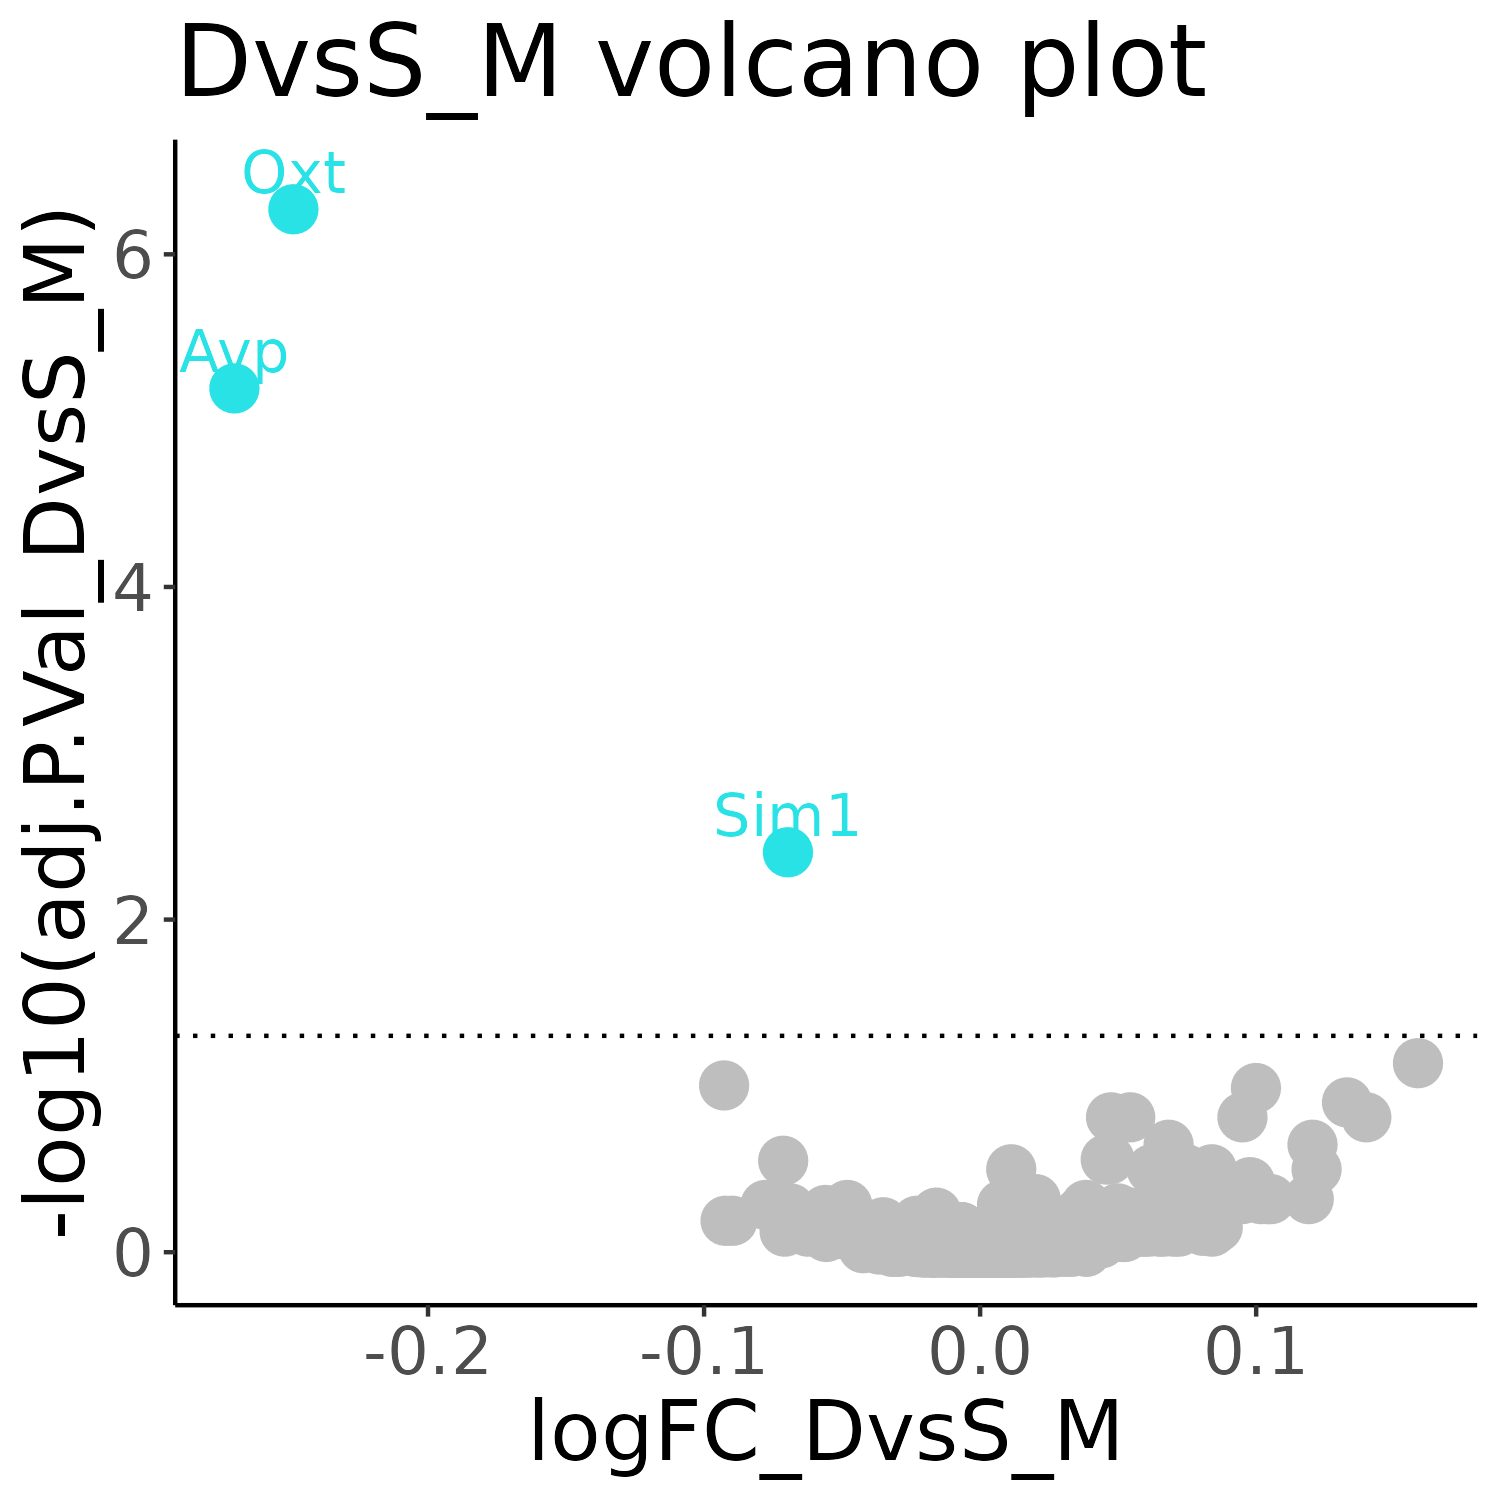 DvsS_M volcano plot
Oxt
Avp
Sim1
-log10(adj.P.Val_DvsS_M)
6
4
2
0
-0.2
-0.1
0.0
0.1
logFC_DvsS_M